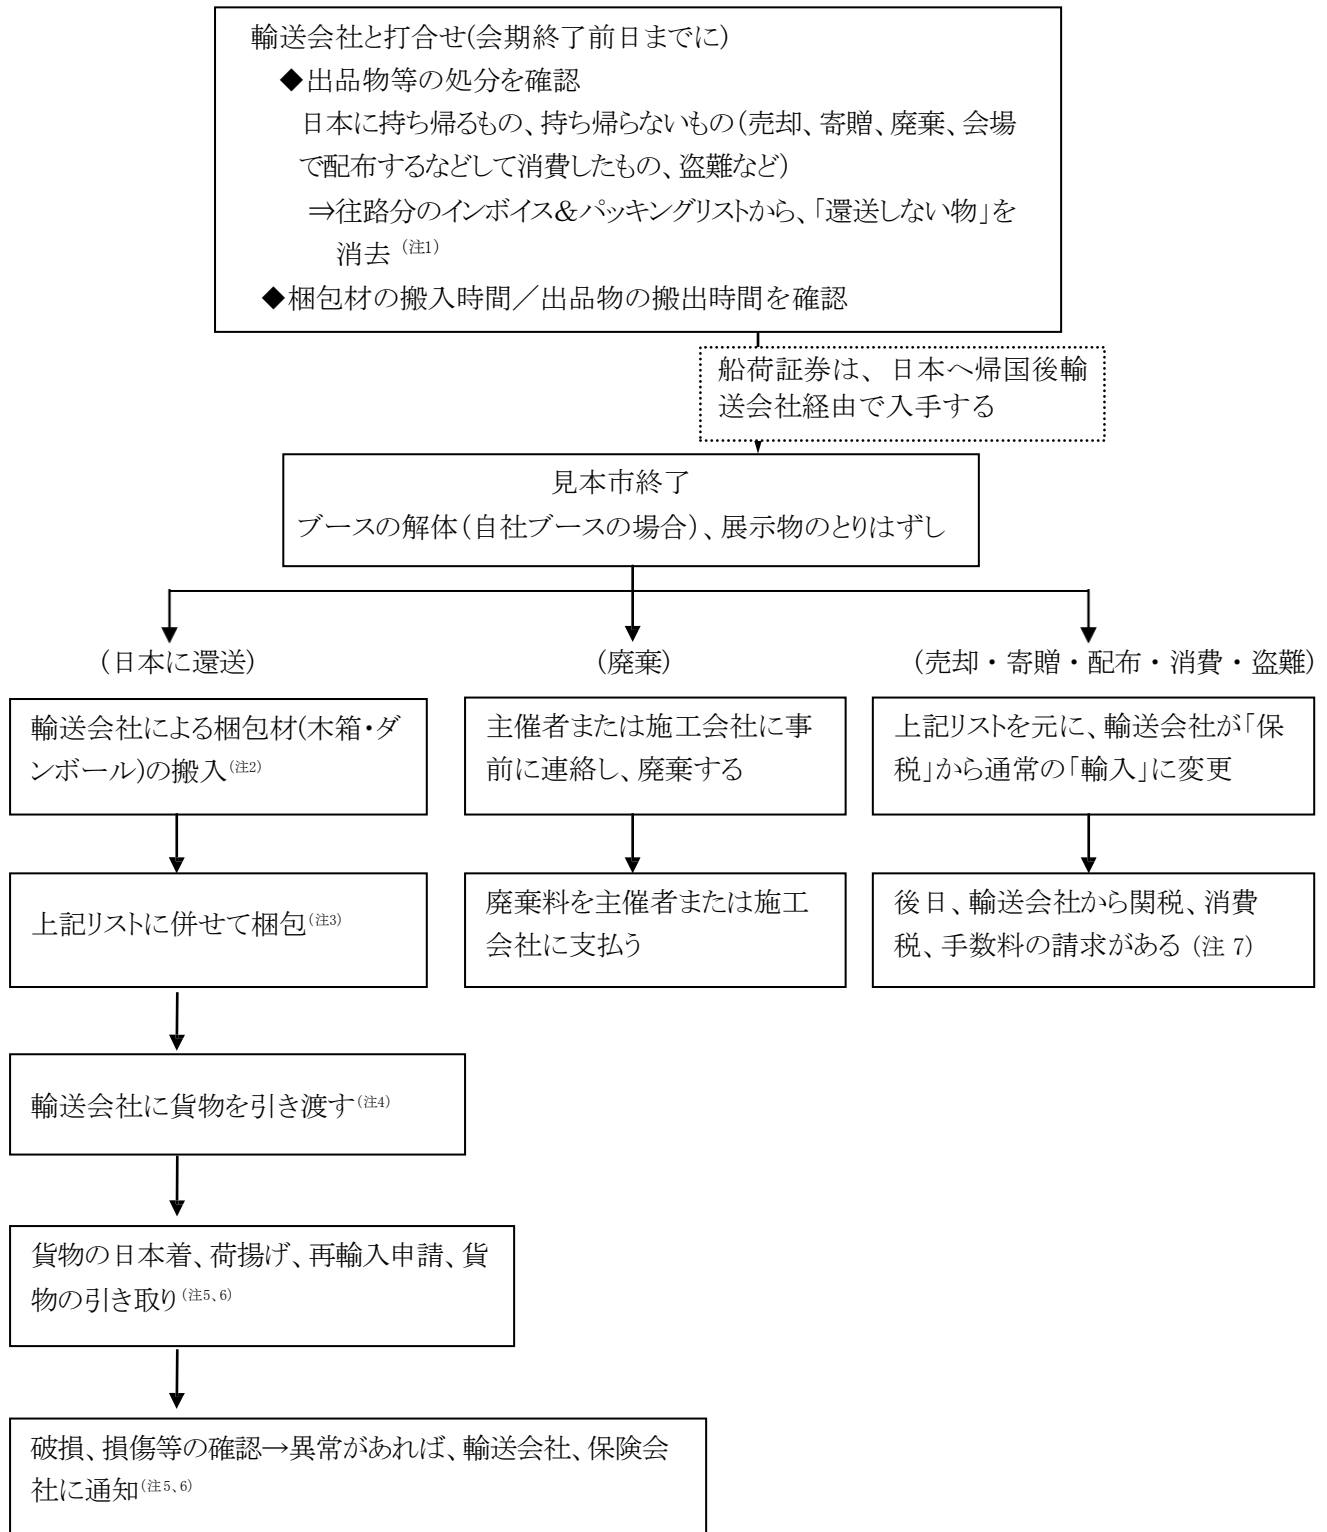 輸送会社と打合せ(会期終了前日までに)
◆出品物等の処分を確認
日本に持ち帰るもの、持ち帰らないもの(売却、寄贈、廃棄、会場
で配布するなどして消費したもの、盗難など)
⇒往路分のインボイス&パッキングリストから、「還送しない物」を
消去 (注1)
◆梱包材の搬入時間/出品物の搬出時間を確認
船荷証券は、日本へ帰国後輸
送会社経由で入手する
見本市終了
ブースの解体(自社ブースの場合)、展示物のとりはずし
(日本に還送)
(廃棄)
(売却・寄贈・配布・消費・盗難)
輸送会社による梱包材(木箱・ダ
ンボール)の搬入(注2)
主催者または施工会社に事
前に連絡し、廃棄する
上記リストを元に、輸送会社が「保
税」から通常の「輸入」に変更
上記リストに併せて梱包(注3)
廃棄料を主催者または施工
会社に支払う
後日、輸送会社から関税、消費
税、手数料の請求がある (注 7)
輸送会社に貨物を引き渡す(注4)
貨物の日本着、荷揚げ、再輸入申請、貨
物の引き取り(注5、6)
破損、損傷等の確認→異常があれば、輸送会社、保険会
社に通知(注5、6)